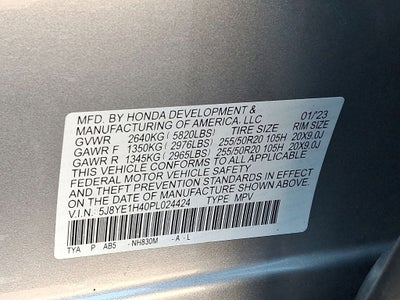 MFD. BY HONDA DEVELOPMENT &
MANUFACTURING OF AMERICA, LLC 01/'23
GVWR 2640KG ( 5820LBS) TIRE SIZE RIM SIZE
GAWR F 1350KG ( 2976LBS) 255/50R20 105H 20X9.0J
GAWR R 1345KG ( 2965LBS) 255/50R20 105H 20X9.0J
THIS VEHICLE CONFORMS TO ALL APPLICABLE
FEDERAL MOTOR VEHICLE SAFETY
AND THEFT PREVENTION STANDARDS IN EFFECT
ON THE DATE OF MANUFACTURE SHOWN ABOVE.
V.I.N. : 5J8YE1H40PL024424 TYPE: MPV
TYA P AB5 - NH830M - A - L